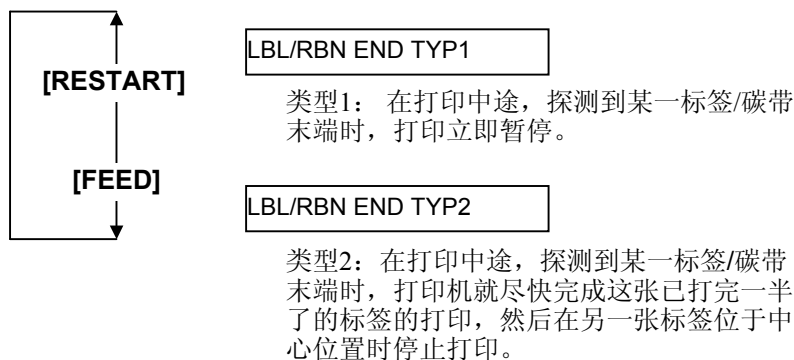 LBL/RBN END TYP1
[RESTART]
类型1： 在打印中途，探测到某一标签/碳带
末端时，打印立即暂停。
[FEED]
LBL/RBN END TYP2
类型2：在打印中途，探测到某一标签/碳带
末端时，打印机就尽快完成这张已打完一半
了的标签的打印，然后在另一张标签位于中
心位置时停止打印。